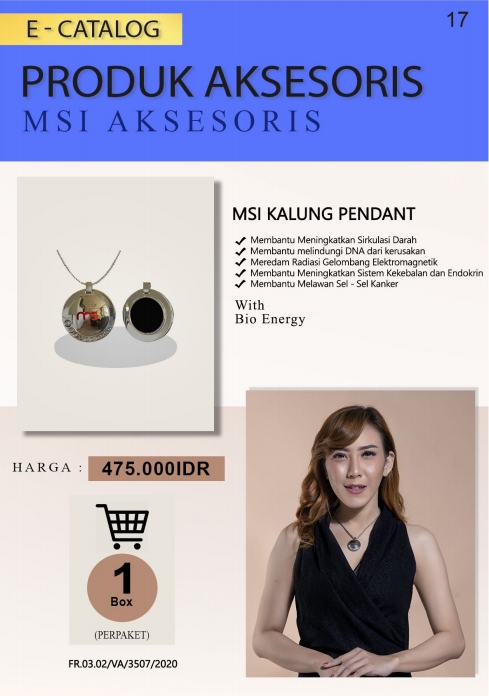 E - CATALOG
17
PRODUK AKSESORIS
MSI AKSESORIS
MSI KALUNG PENDANT
Membantu Meningkatkan Sirkulasi Darah
Membantu melindungi DNA dari kerusakan
Meredam Radiasi Gelombang Elektromagnetik
Membantu Meningkatkan Sistem Kekebalan dan Endokrin
Membantu Melawan Sel - Sel Kanker
With
Bio Energy
HARGA :
475.000IDR
1
Box
(PERPAKET)
FR.03.02/VA/3507/2020